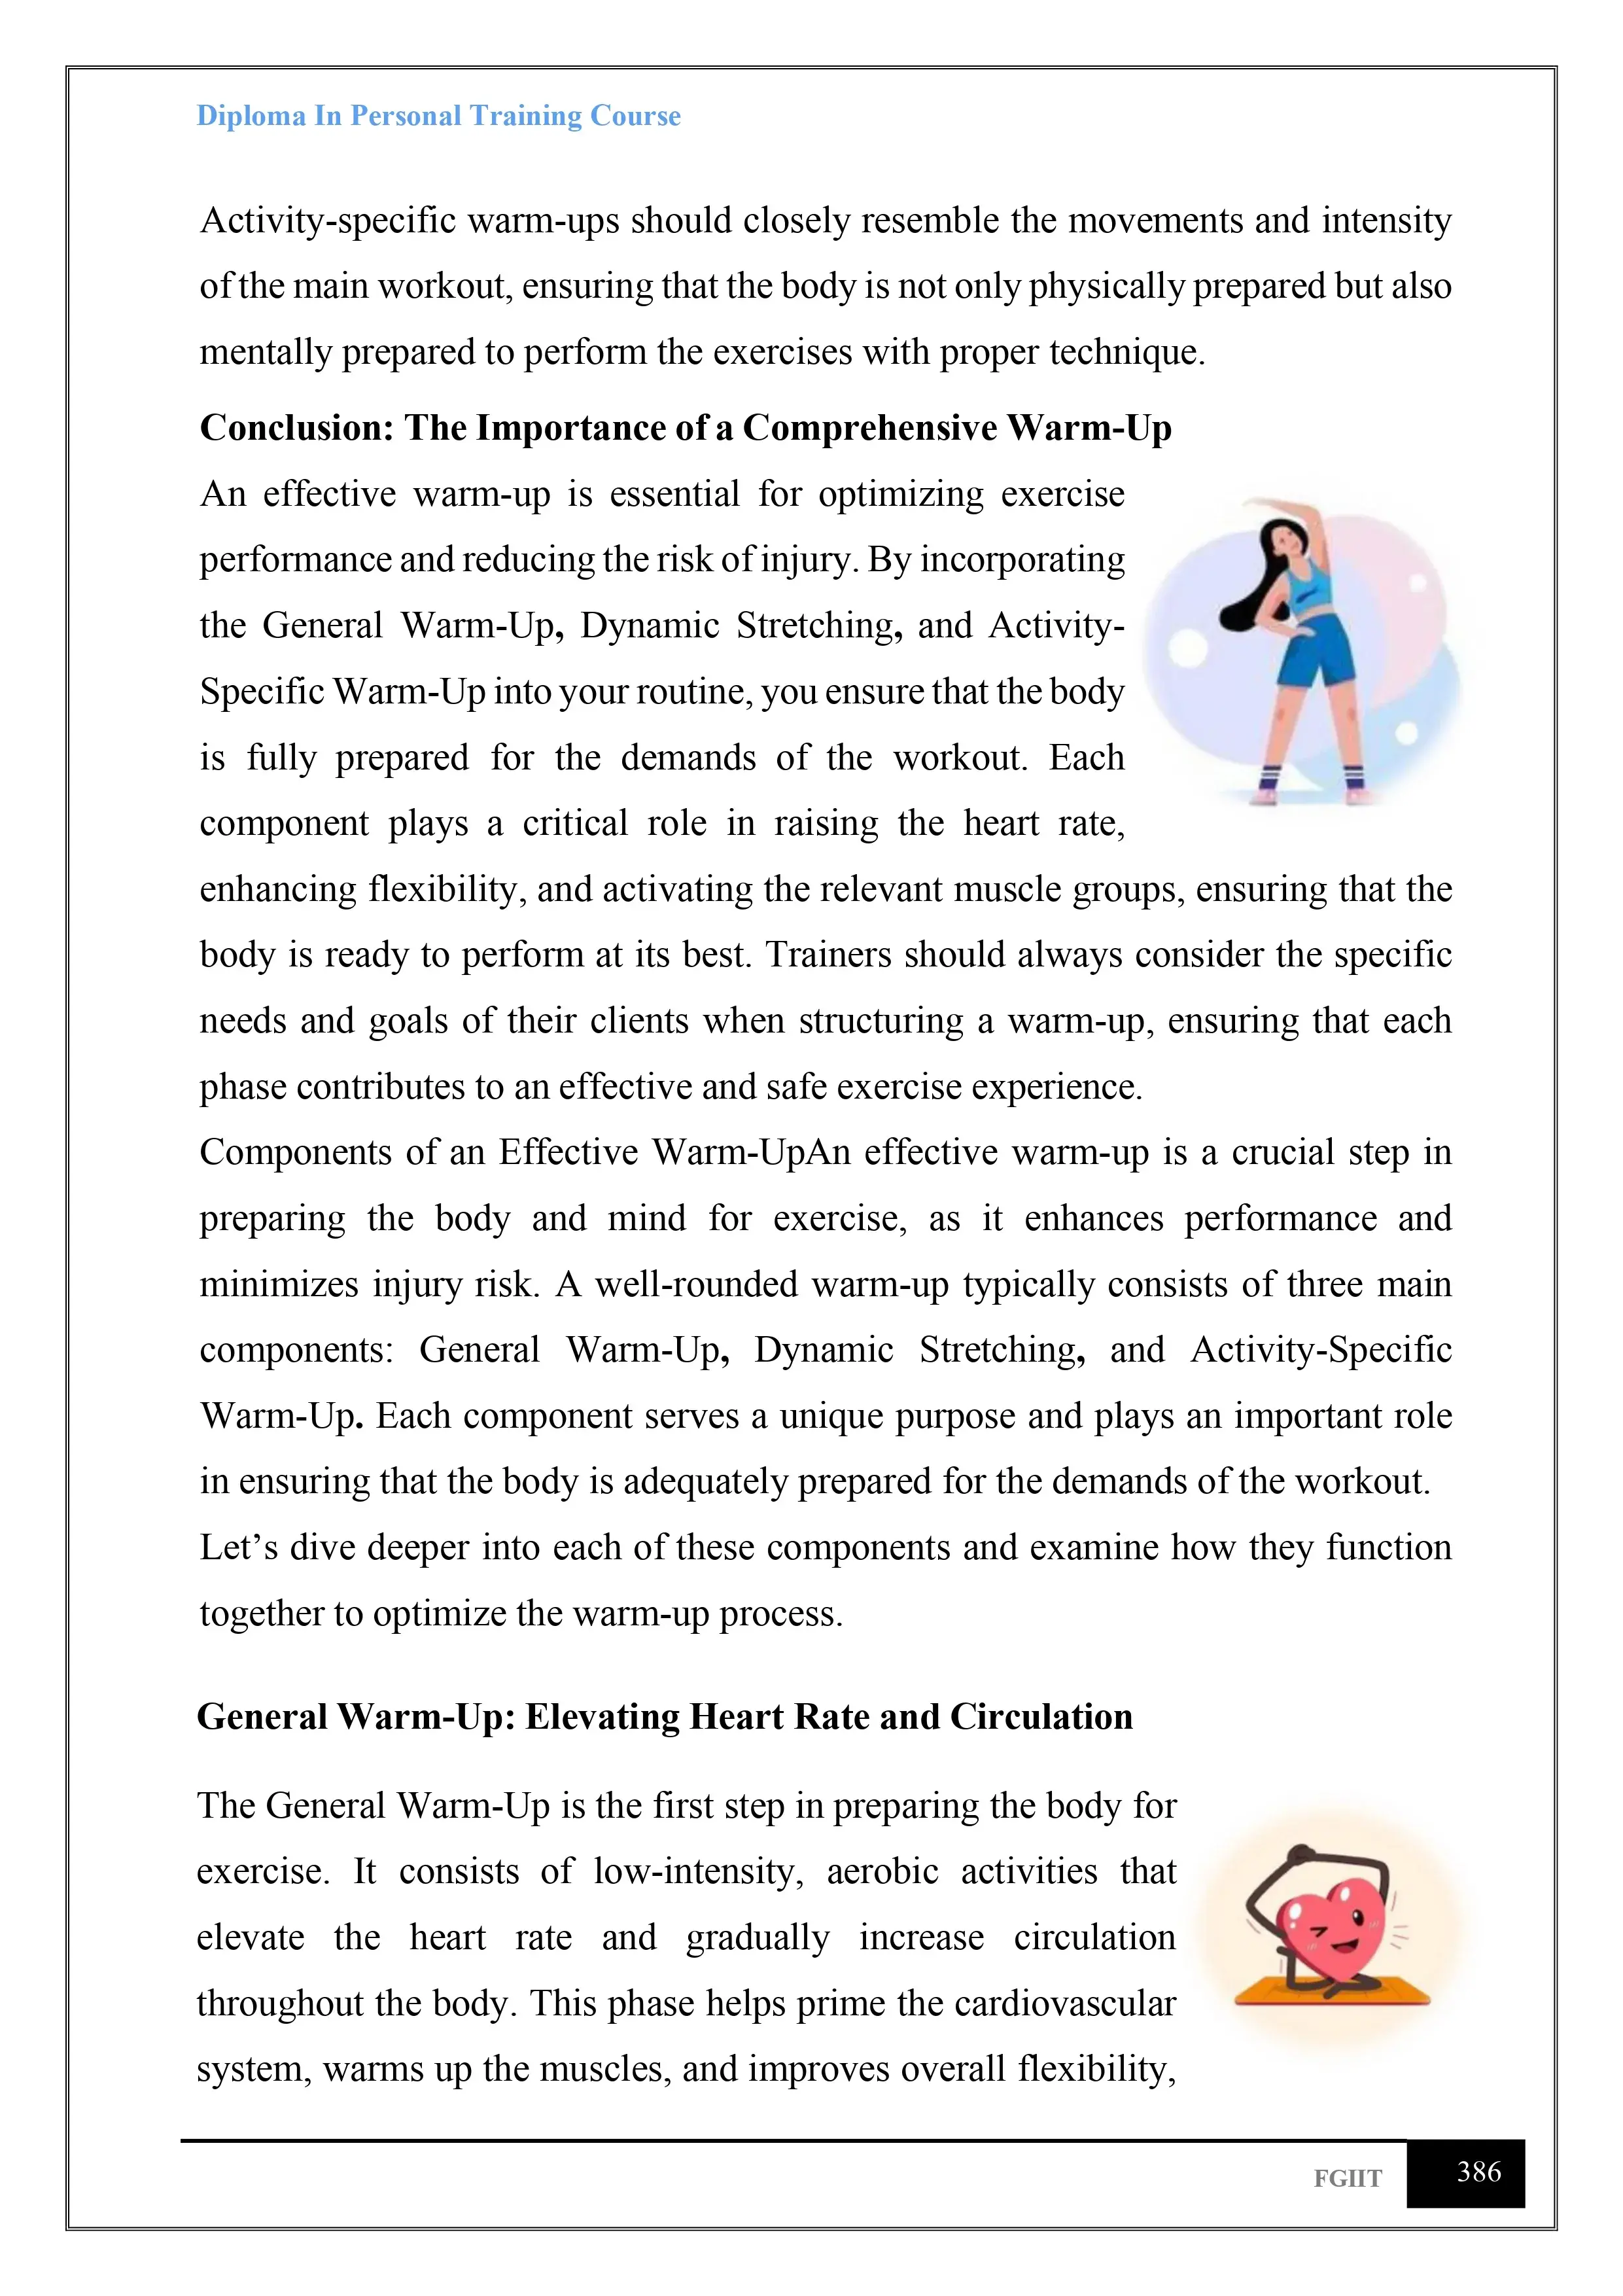 Diploma In Personal Training Course
Activity-specific warm-ups should closely resemble the movements and intensity
of the main workout, ensuring that the body is not only physically prepared but also
mentally prepared to perform the exercises with proper technique.
Conclusion: The Importance of a Comprehensive Warm-Up
An effective warm-up is essential for optimizing exercise
performance and reducing the risk of injury. By incorporating
the General Warm-Up, Dynamic Stretching, and Activity-
Specific Warm-Up into your routine, you ensure that the body
is fully prepared for the demands of the workout. Each
component plays a critical role in raising the heart rate,
enhancing flexibility, and activating the relevant muscle groups, ensuring that the
body is ready to perform at its best. Trainers should always consider the specific
needs and goals of their clients when structuring a warm-up, ensuring that each
phase contributes to an effective and safe exercise experience.
Components of an Effective Warm-UpAn effective warm-up is a crucial step in
preparing the body and mind for exercise, as it enhances performance and
minimizes injury risk. A well-rounded warm-up typically consists of three main
components: General Warm-Up, Dynamic Stretching, and Activity-Specific
Warm-Up. Each component serves a unique purpose and plays an important role
in ensuring that the body is adequately prepared for the demands of the workout.
Let’s dive deeper into each of these components and examine how they function
together to optimize the warm-up process.
General Warm-Up: Elevating Heart Rate and Circulation
The General Warm-Up is the first step in preparing the body for
exercise. It consists of low-intensity, aerobic activities that
elevate the heart rate and gradually increase circulation
throughout the body. This phase helps prime the cardiovascular
system, warms up the muscles, and improves overall flexibility,
FGIIT
386